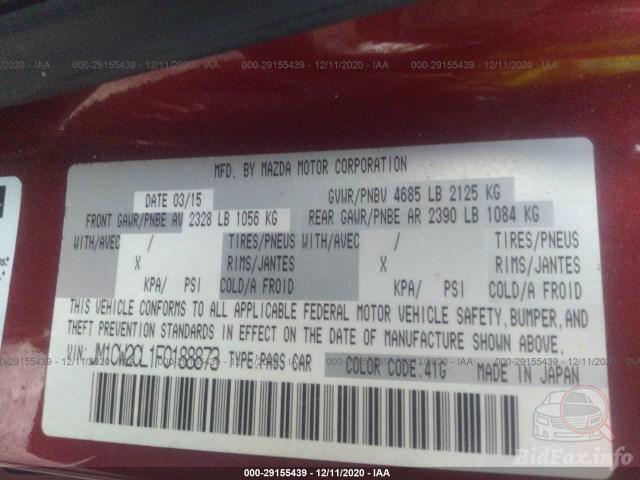 000-29155439 - 12/11/2020 - IAA 000-29155439 - 12/11/2020 - IAA 000-29155439 - 12/11/2020 - IAA
MFD. BY MAZDA MOTOR CORPORATION
DATE 03/15 GVWR/PNBV 4685 LB 2125 KG
FRONT GAWR/PNBE AV 2328 LB 1056 KG REAR GAWR/PNBE AR 2390 LB 1084 KG
WITH/AVEC / TIRES/PNEUS WITH/AVEC / TIRES/PNEUS
X RIMS/JANTES X RIMS/JANTES
KPA/ PSI COLD/A FROID KPA/ PSI COLD/A FROID
THIS VEHICLE CONFORMS TO ALL APPLICABLE FEDERAL MOTOR VEHICLE SAFETY, BUMPER, AND
THEFT PREVENTION STANDARDS IN EFFECT ON THE DATE OF MANUFACTURE SHOWN ABOVE.
VIN: TYPE:PASS CAR COLOR CODE:41G MADE IN JAPAN
BidFax.info
000-29155439 - 12/11/2020 - IAA